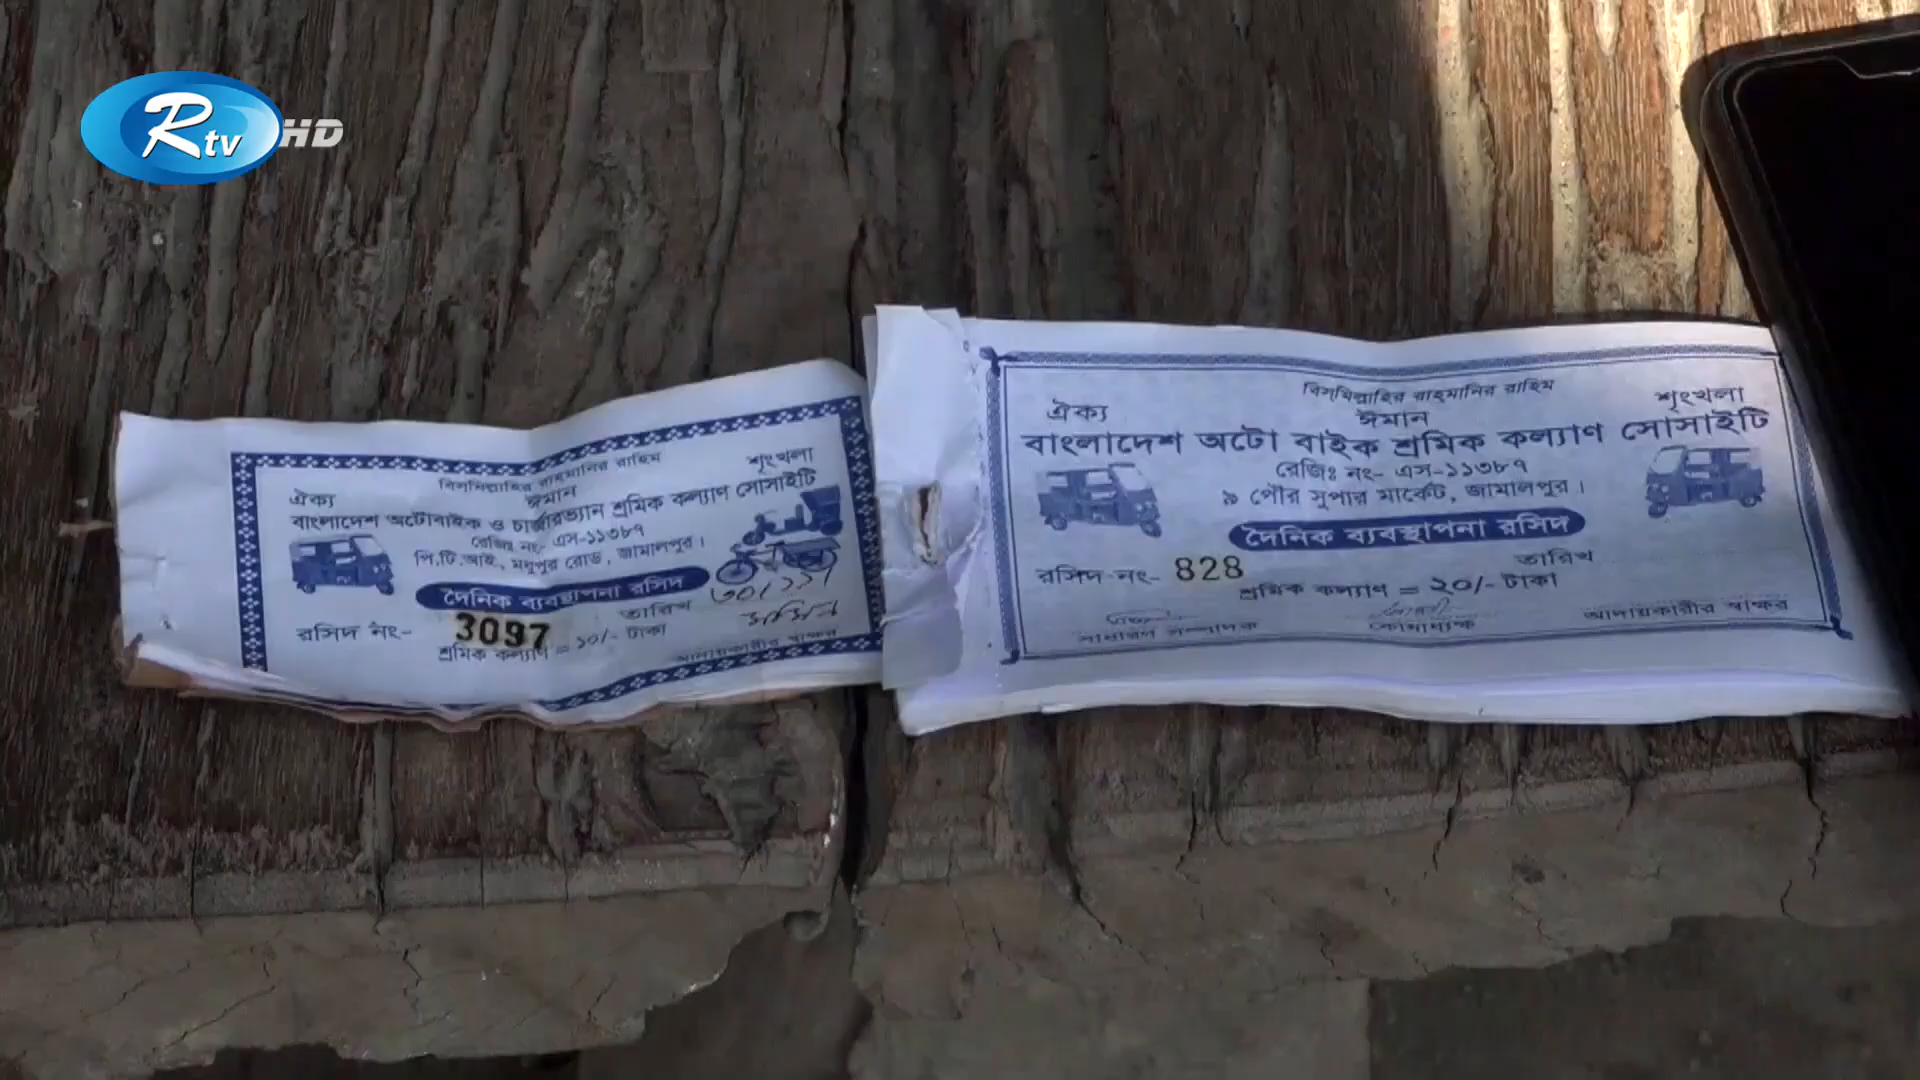 Rtv HD
বিসমিল্লাহির রাহমানির রাহিম
ঐক্য ঈমান শৃংখলা
বাংলাদেশ অটোবাইক ও চার্জারভ্যান শ্রমিক কল্যাণ সোসাইটি
রেজিঃ নং- এস-১১৩৮৭
পি.টি.আই, মধুপুর রোড, জামালপুর।
দৈনিক ব্যবস্থাপনা রসিদ
রসিদ নং- 3097 তারিখ
শ্রমিক কল্যাণ = ১০/- টাকা
আদায়কারীর স্বাক্ষর
বিস্‌মিল্লাহির রাহমানির রাহিম
ঐক্য ঈমান শৃংখলা
বাংলাদেশ অটো বাইক শ্রমিক কল্যাণ সোসাইটি
রেজিঃ নং- এস-১১৩৮৭
৯ পৌর সুপার মার্কেট, জামালপুর।
দৈনিক ব্যবস্থাপনা রসিদ
রসিদ নং- 828 তারিখ
শ্রমিক কল্যাণ = ২০/- টাকা
সাধারণ সম্পাদক কোষাধ্যক্ষ আদায়কারীর স্বাক্ষর